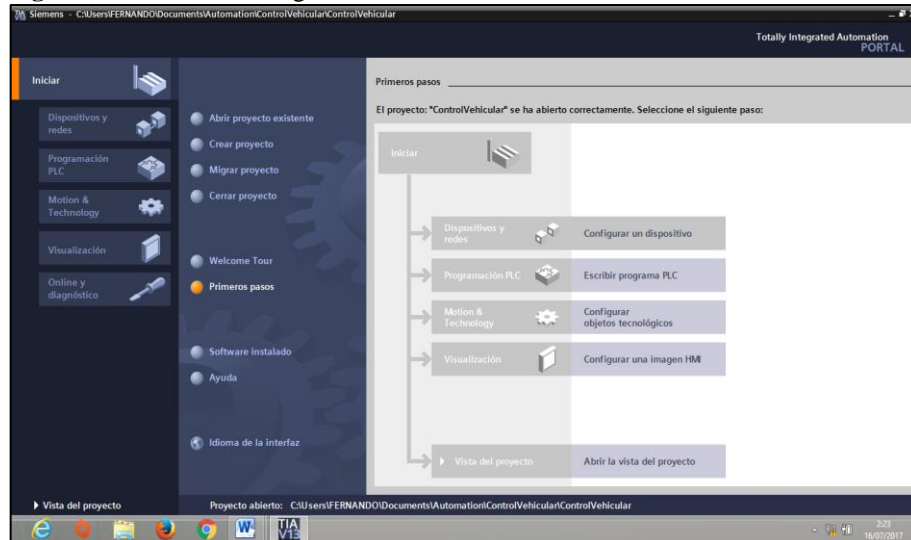 Siemens - C:\Users\FERNANDO\Documents\Automation\ControlVehicular\ControlVehicular
Totally Integrated Automation
PORTAL
Iniciar
Dispositivos y
redes
Programación
PLC
Motion &
Technology
Visualización
Online y
diagnóstico
Vista del proyecto
Abrir proyecto existente
Crear proyecto
Migrar proyecto
Cerrar proyecto
Welcome Tour
Primeros pasos
Software instalado
Ayuda
Idioma de la interfaz
Primeros pasos
El proyecto: "ControlVehicular" se ha abierto correctamente. Seleccione el siguiente paso:
Iniciar
Dispositivos y
redes
Configurar un dispositivo
Programación PLC
Escribir programa PLC
Motion &
Technology
Configurar
objetos tecnológicos
Visualización
Configurar una imagen HMI
Vista del proyecto
Abrir la vista del proyecto
Proyecto abierto: C:\Users\FERNANDO\Documents\Automation\ControlVehicular\ControlVehicular
TIA
V13
2:23
16/07/2017